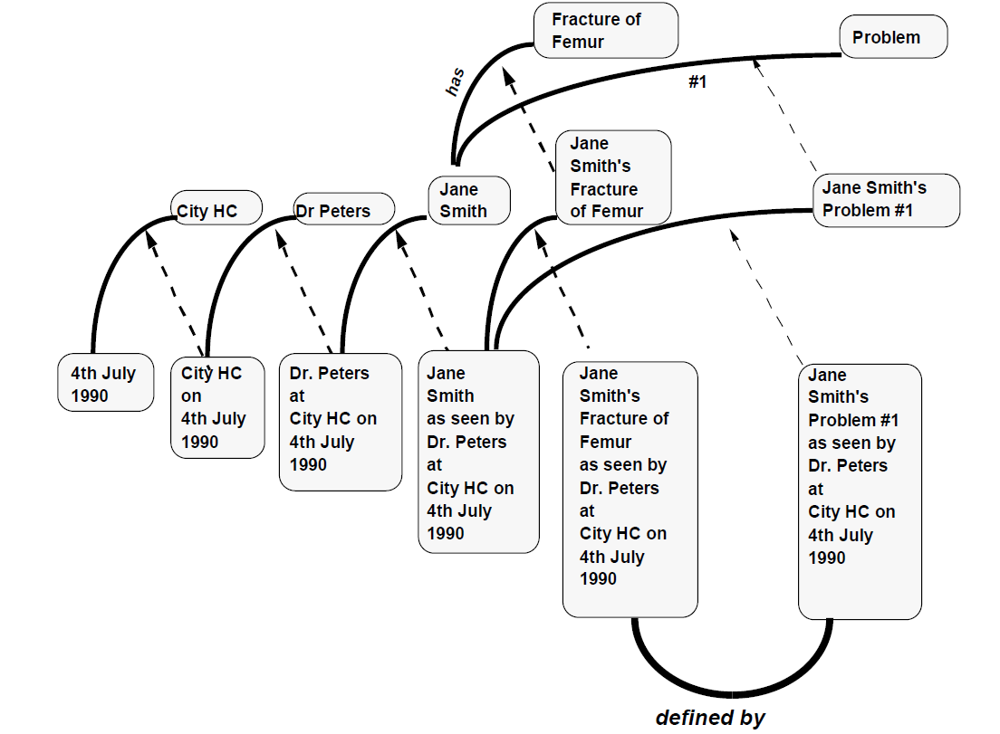 Fracture of
Femur
Problem
has
#1
Jane
Smith's
Fracture
of Femur
Jane Smith's
Problem #1
Jane
Smith
City HC
Dr Peters
4th July
1990
City HC
on
4th July
1990
Dr. Peters
at
City HC on
4th July
1990
Jane
Smith
as seen by
Dr. Peters
at
City HC on
4th July
1990
Jane
Smith's
Fracture of
Femur
as seen by
Dr. Peters
at
City HC on
4th July
1990
Jane
Smith's
Problem #1
as seen by
Dr. Peters
at
City HC on
4th July
1990
defined by